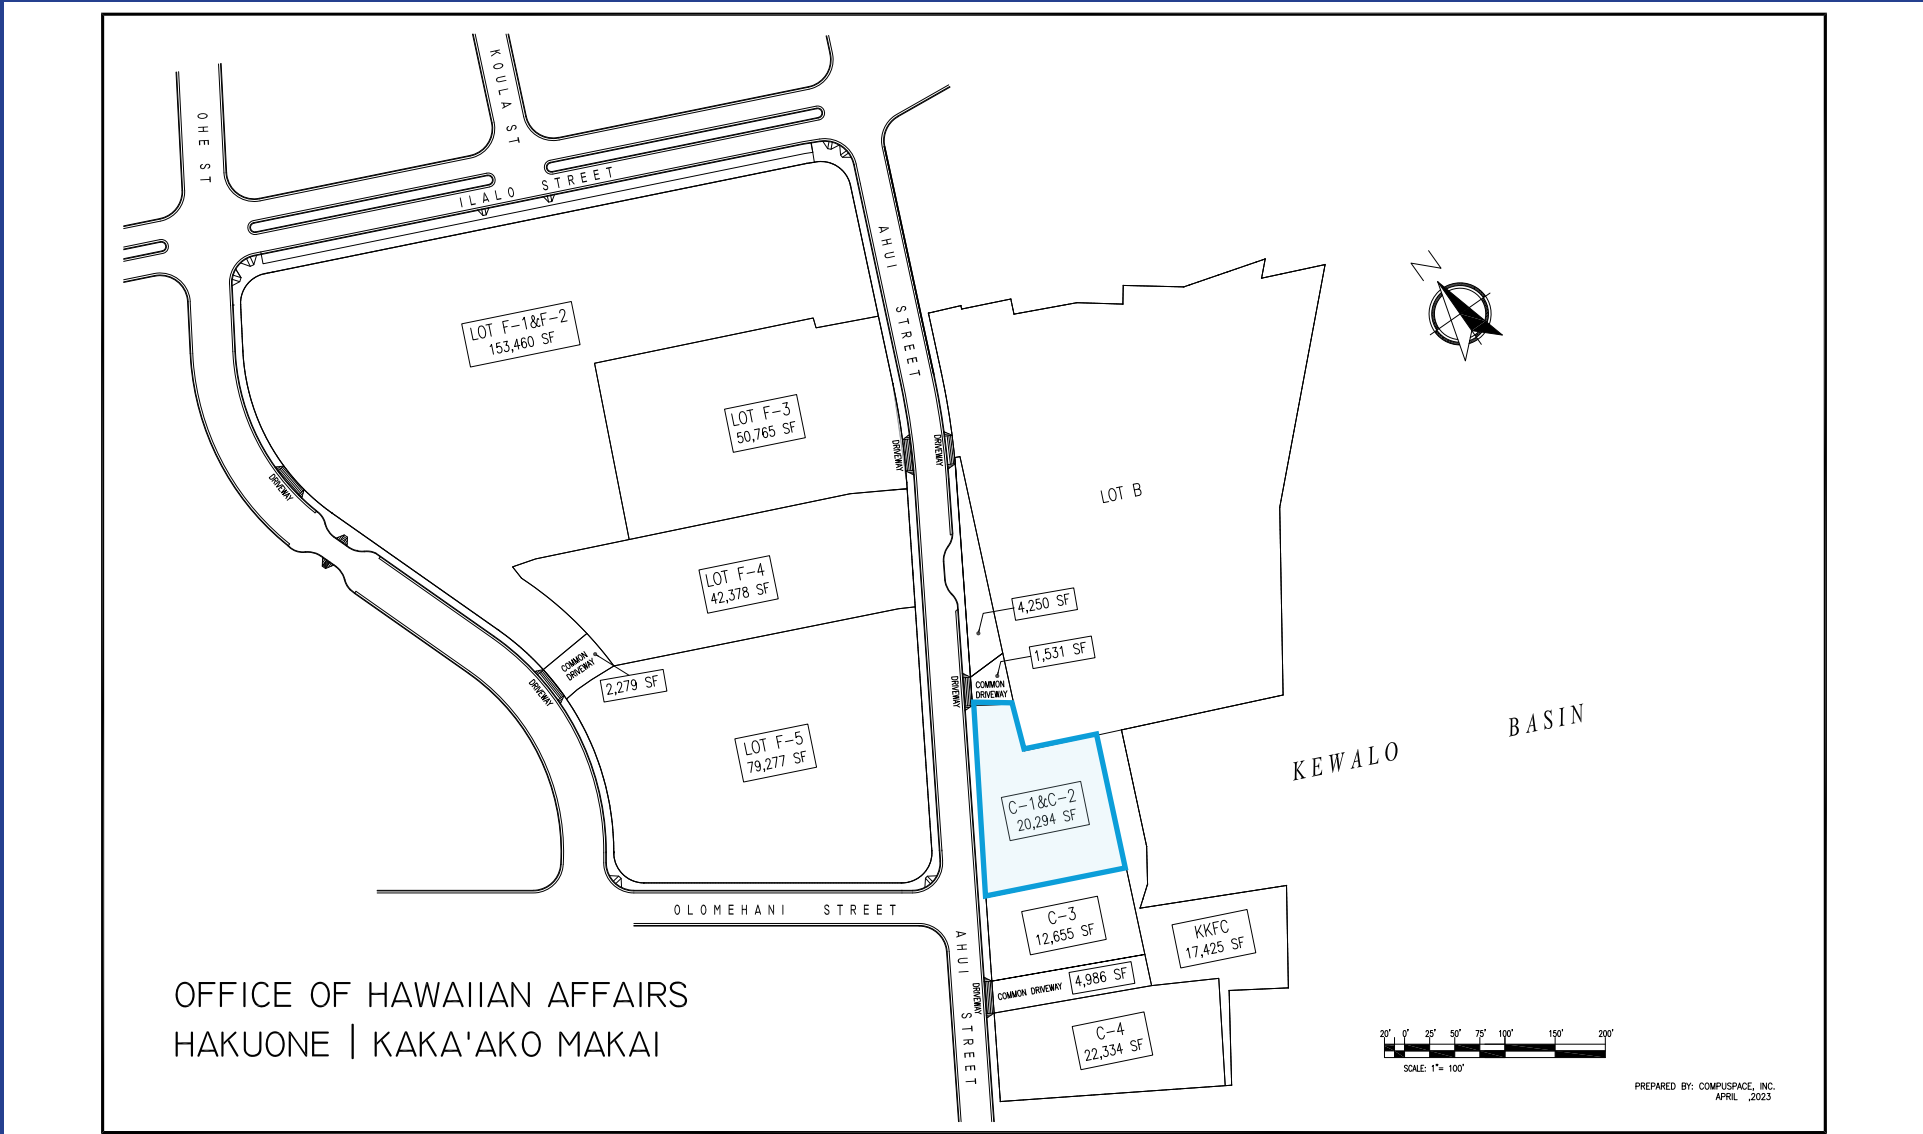 OHE ST
KOULA ST
ILALO STREET
AHUI STREET
N
LOT F-1&F-2
153,460 SF
LOT F-3
50,765 SF
DRIVEWAY
DRIVEWAY
DRIVEWAY
LOT B
LOT F-4
42,378 SF
4,250 SF
1,531 SF
COMMON
DRIVEWAY
2,279 SF
DRIVEWAY
DRIVEWAY
COMMON
DRIVEWAY
LOT F-5
79,277 SF
KEWALO BASIN
C-1&C-2
20,294 SF
OLOMEHANI STREET
C-3
12,655 SF
KKFC
17,425 SF
AHUI STREET
DRIVEWAY
COMMON DRIVEWAY
4,986 SF
C-4
22,334 SF
OFFICE OF HAWAIIAN AFFAIRS
HAKUONE | KAKA'AKO MAKAI
20' 0' 25' 50' 75' 100' 150' 200'
SCALE: 1"= 100'
PREPARED BY: COMPUSPACE, INC.
APRIL ,2023